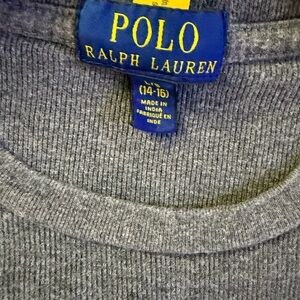 POLO
RALPH LAUREN
(14-16)
MADE IN
INDIA
FABRIQUÉ EN
INDE